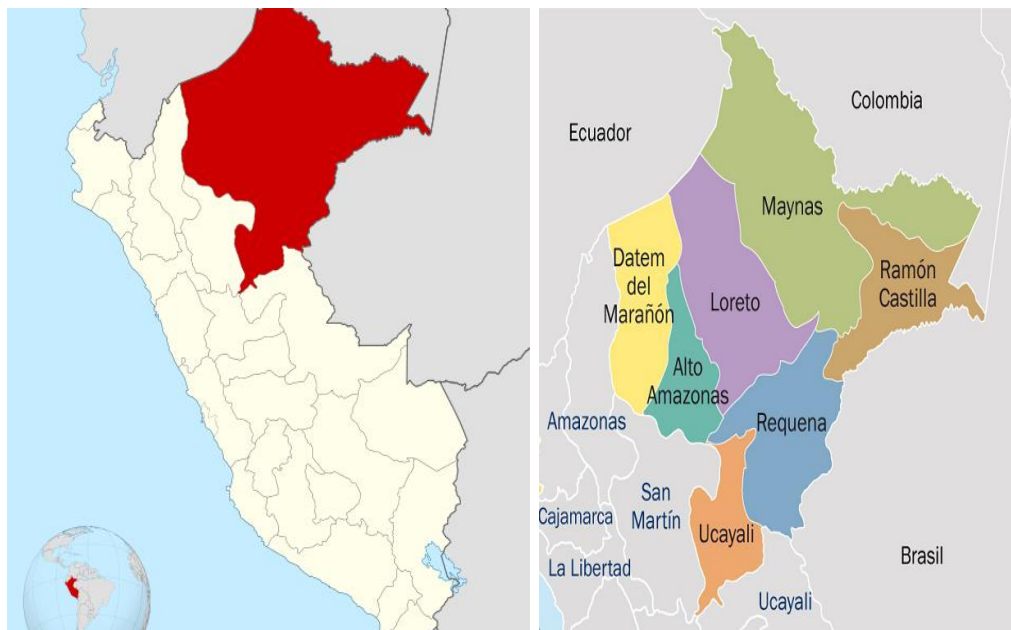 Colombia
Ecuador
Maynas
Datem
del
Marañón
Ramón
Castilla
Loreto
Alto
Amazonas
Amazonas
Requena
San
Martín
Cajamarca
Ucayali
Brasil
La Libertad
Ucayali